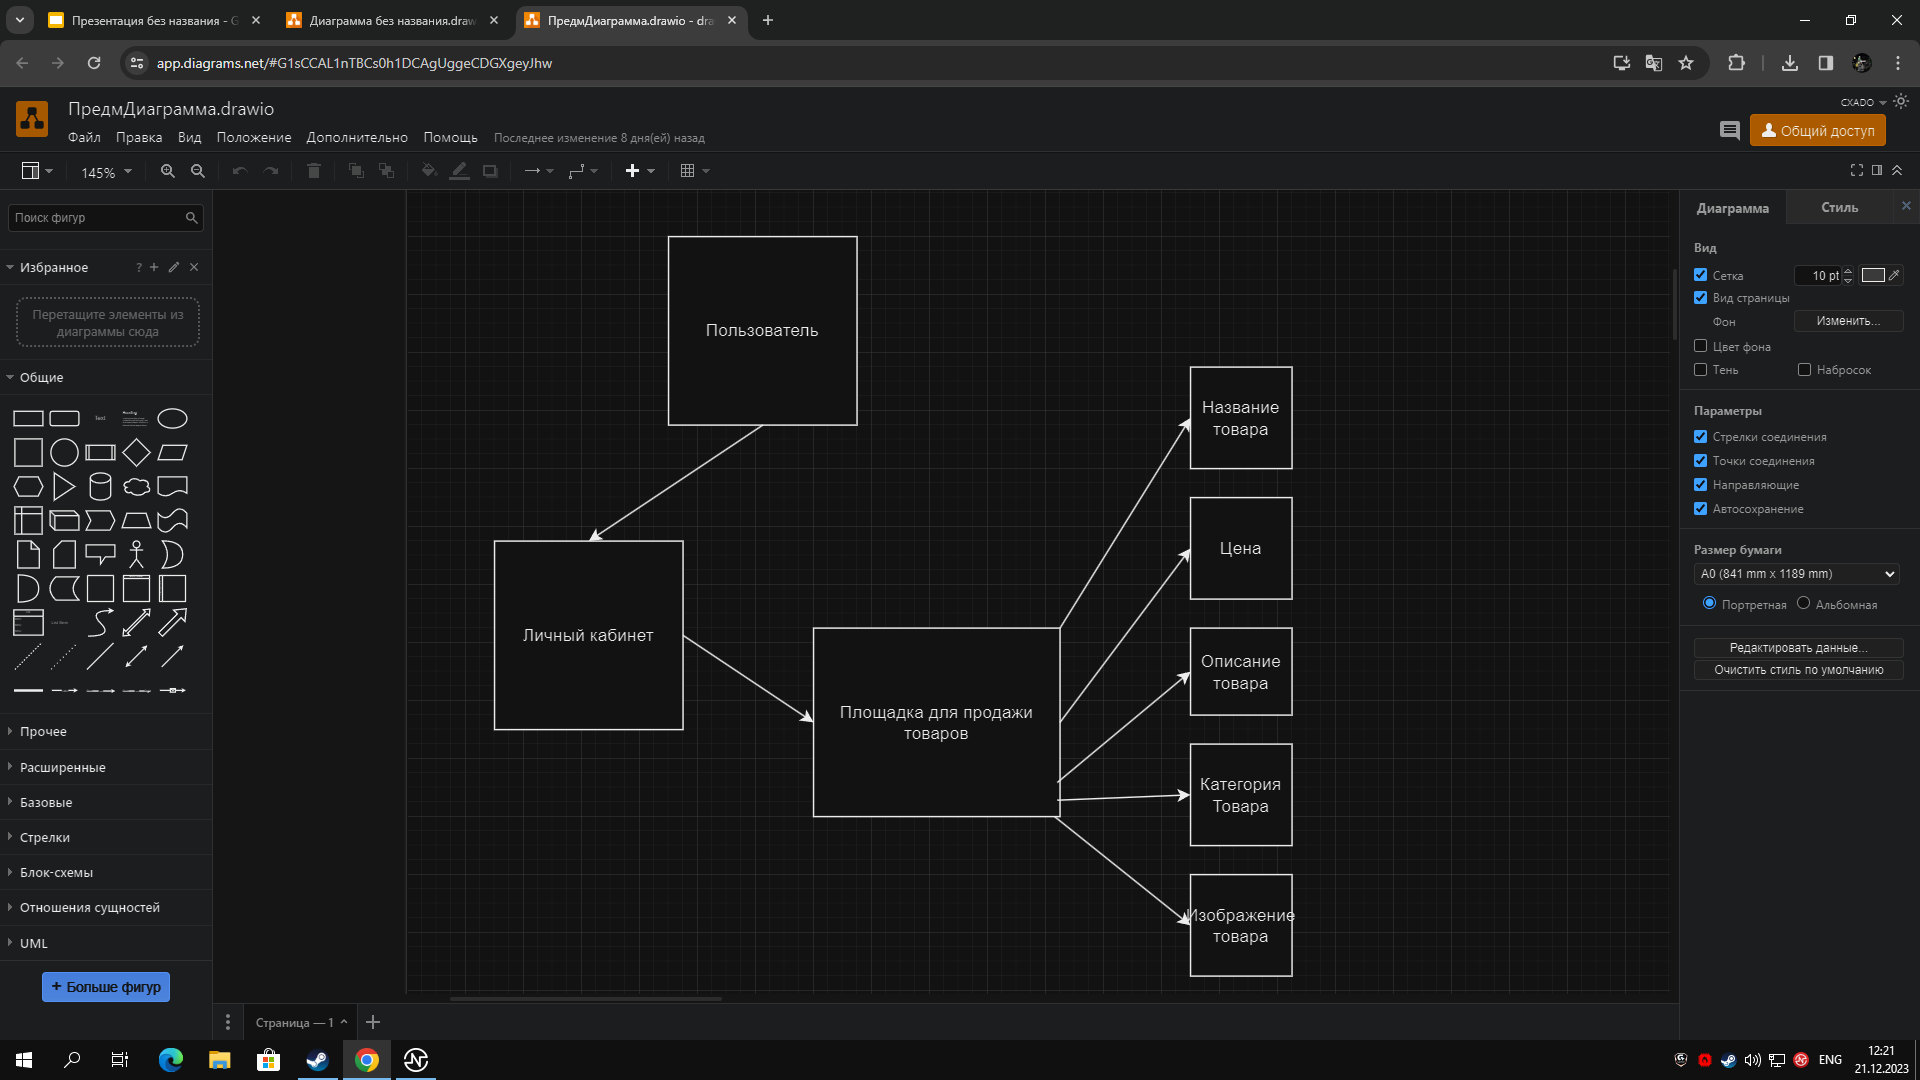 Презентация без названия - G
Диаграмма без названия.draw
ПредмДиаграмма.drawio - dra
app.diagrams.net/#G1sCCAL1nTBCs0h1DCAgUggeCDGXgeyJhw
ПредмДиаграмма.drawio
CXADO
Файл Правка Вид Положение Дополнительно Помощь Последнее изменение 8 дня(ей) назад
Общий доступ
145%
Поиск фигур
Избранное
?
Перетащите элементы из
диаграммы сюда
Общие
Text
Heading
List Item
Прочее
Расширенные
Базовые
Стрелки
Блок-схемы
Отношения сущностей
UML
+ Больше фигур
Пользователь
Личный кабинет
Площадка для продажи
товаров
Название
товара
Цена
Описание
товара
Категория
Товара
Изображение
товара
Страница — 1
Диаграмма Стиль
Вид
Сетка 10 pt
Вид страницы
Фон Изменить...
Цвет фона
Тень Набросок
Параметры
Стрелки соединения
Точки соединения
Направляющие
Автосохранение
Размер бумаги
A0 (841 mm x 1189 mm)
Портретная Альбомная
Редактировать данные...
Очистить стиль по умолчанию
ENG
12:21
21.12.2023